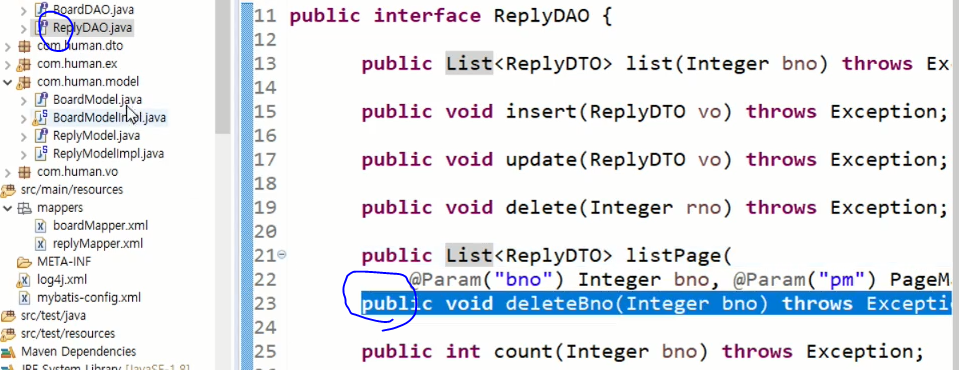 BoardDAO.java
ReplyDAO.java
com.human.dto
com.human.ex
com.human.model
BoardModel.java
BoardModelImpl.java
ReplyModel.java
ReplyModelImpl.java
com.human.vo
src/main/resources
mappers
boardMapper.xml
replyMapper.xml
META-INF
log4j.xml
mybatis-config.xml
src/test/java
src/test/resources
Maven Dependencies
JRE System Library [JavaSE-1.8]
11 public interface ReplyDAO {
12
13 public List<ReplyDTO> list(Integer bno) throws Ex
14
15 public void insert(ReplyDTO vo) throws Exception;
16
17 public void update(ReplyDTO vo) throws Exception;
18
19 public void delete(Integer rno) throws Exception;
20
21 public List<ReplyDTO> listPage(
22 @Param("bno") Integer bno, @Param("pm") PageM
23 public void deleteBno(Integer bno) throws Excepti
24
25 public int count(Integer bno) throws Exception;